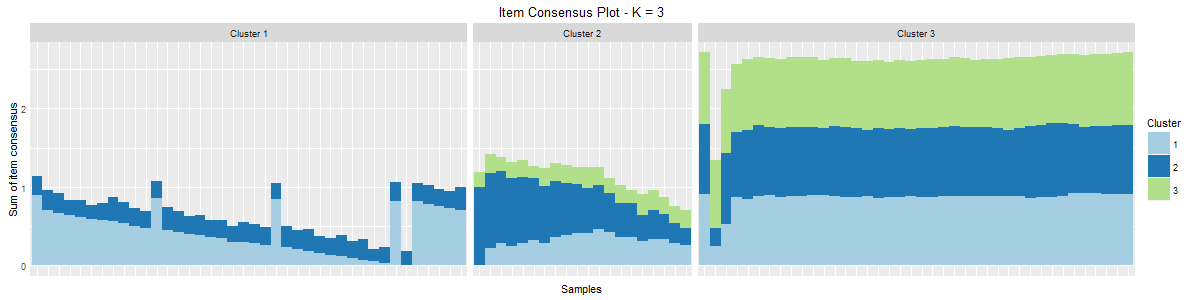 Item Consensus Plot - K = 3
Cluster 1
Cluster 2
Cluster 3
Sum of item consensus
2
1
0
Samples
Cluster
1
2
3